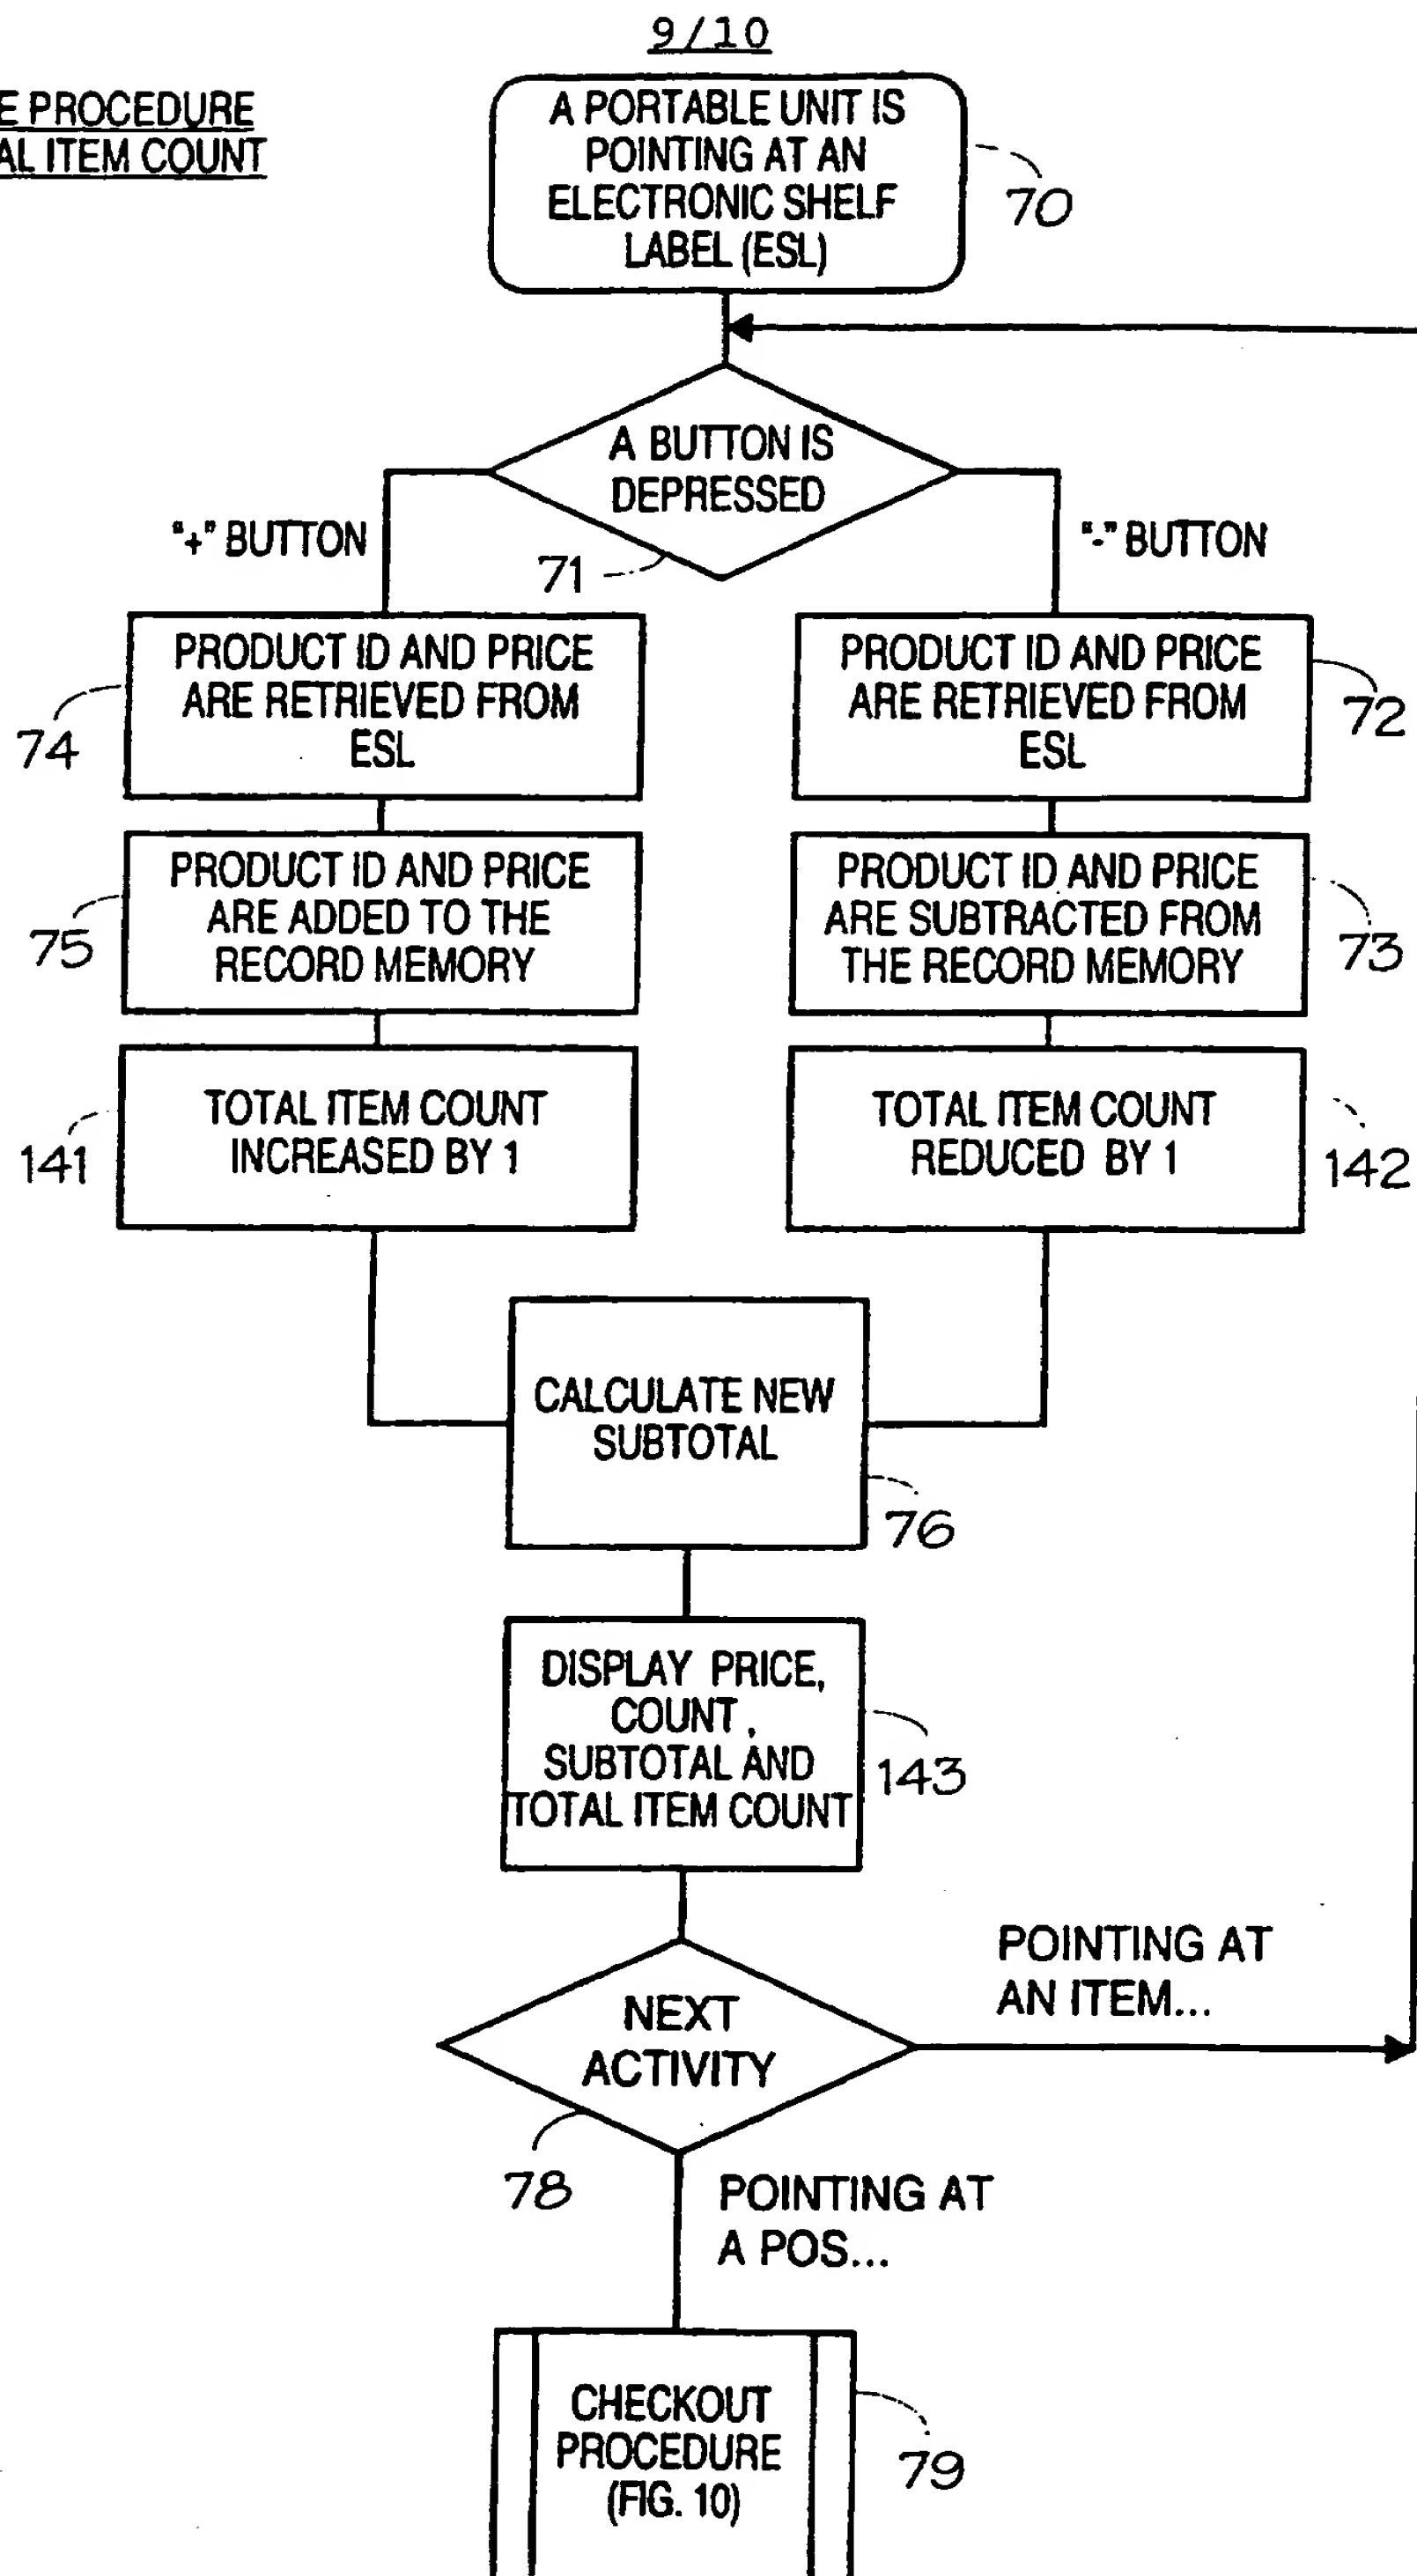 9/10
E PROCEDURE
AL ITEM COUNT
A PORTABLE UNIT IS
POINTING AT AN
ELECTRONIC SHELF
LABEL (ESL)
70
A BUTTON IS
DEPRESSED
71
"+" BUTTON
"-" BUTTON
PRODUCT ID AND PRICE
ARE RETRIEVED FROM
ESL
74
PRODUCT ID AND PRICE
ARE RETRIEVED FROM
ESL
72
PRODUCT ID AND PRICE
ARE ADDED TO THE
RECORD MEMORY
75
PRODUCT ID AND PRICE
ARE SUBTRACTED FROM
THE RECORD MEMORY
73
TOTAL ITEM COUNT
INCREASED BY 1
141
TOTAL ITEM COUNT
REDUCED BY 1
142
CALCULATE NEW
SUBTOTAL
76
DISPLAY PRICE,
COUNT,
SUBTOTAL AND
TOTAL ITEM COUNT
143
NEXT
ACTIVITY
78
POINTING AT
AN ITEM...
POINTING AT
A POS...
CHECKOUT
PROCEDURE
(FIG. 10)
79